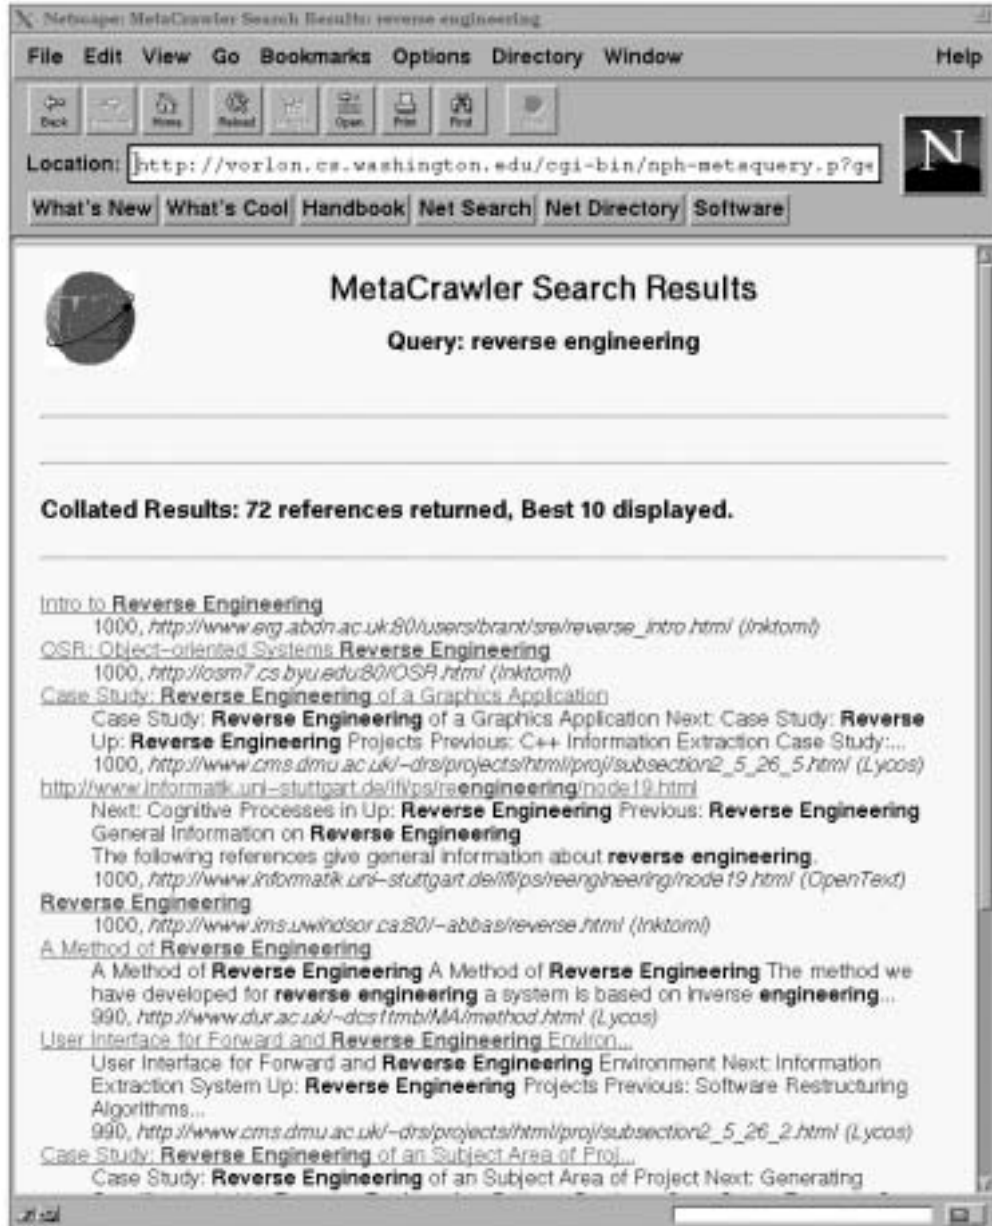 Netscape: MetaCrawler Search Results: reverse engineering
File Edit View Go Bookmarks Options Directory Window Help
Back Home Reload Open Print Find
Location: http://vorlon.cs.washington.edu/cgi-bin/nph-metaquery.p?ge
N
What's New What's Cool Handbook Net Search Net Directory Software
MetaCrawler Search Results
Query: reverse engineering
Collated Results: 72 references returned, Best 10 displayed.
Intro to Reverse Engineering
1000, http://www.erg.abdn.ac.uk:80/users/brant/sre/reverse_intro.html (Inktomi)
OSR: Object-oriented Systems Reverse Engineering
1000, http://osm7.cs.byu.edu:80/OSR.html (Inktomi)
Case Study: Reverse Engineering of a Graphics Application
Case Study: Reverse Engineering of a Graphics Application Next: Case Study: Reverse
Up: Reverse Engineering Projects Previous: C++ Information Extraction Case Study:...
1000, http://www.cms.dmu.ac.uk/~drs/projects/html/proj/subsection2_5_26_5.html (Lycos)
http://www.informatik.uni-stuttgart.de/ifi/ps/reengineering/node19.html
Next: Cognitive Processes in Up: Reverse Engineering Previous: Reverse Engineering
General Information on Reverse Engineering
The following references give general information about reverse engineering.
1000, http://www.informatik.uni-stuttgart.de/ifi/ps/reengineering/node19.html (OpenText)
Reverse Engineering
1000, http://www.ims.uwindsor.ca:80/~abbas/reverse.html (Inktomi)
A Method of Reverse Engineering
A Method of Reverse Engineering A Method of Reverse Engineering The method we
have developed for reverse engineering a system is based on inverse engineering...
990, http://www.dur.ac.uk/~dcs1tmb/MA/method.html (Lycos)
User Interface for Forward and Reverse Engineering Environ...
User Interface for Forward and Reverse Engineering Environment Next: Information
Extraction System Up: Reverse Engineering Projects Previous: Software Restructuring
Algorithms...
990, http://www.cms.dmu.ac.uk/~drs/projects/html/proj/subsection2_5_26_2.html (Lycos)
Case Study: Reverse Engineering of an Subject Area of Proj...
Case Study: Reverse Engineering of an Subject Area of Project Next: Generating